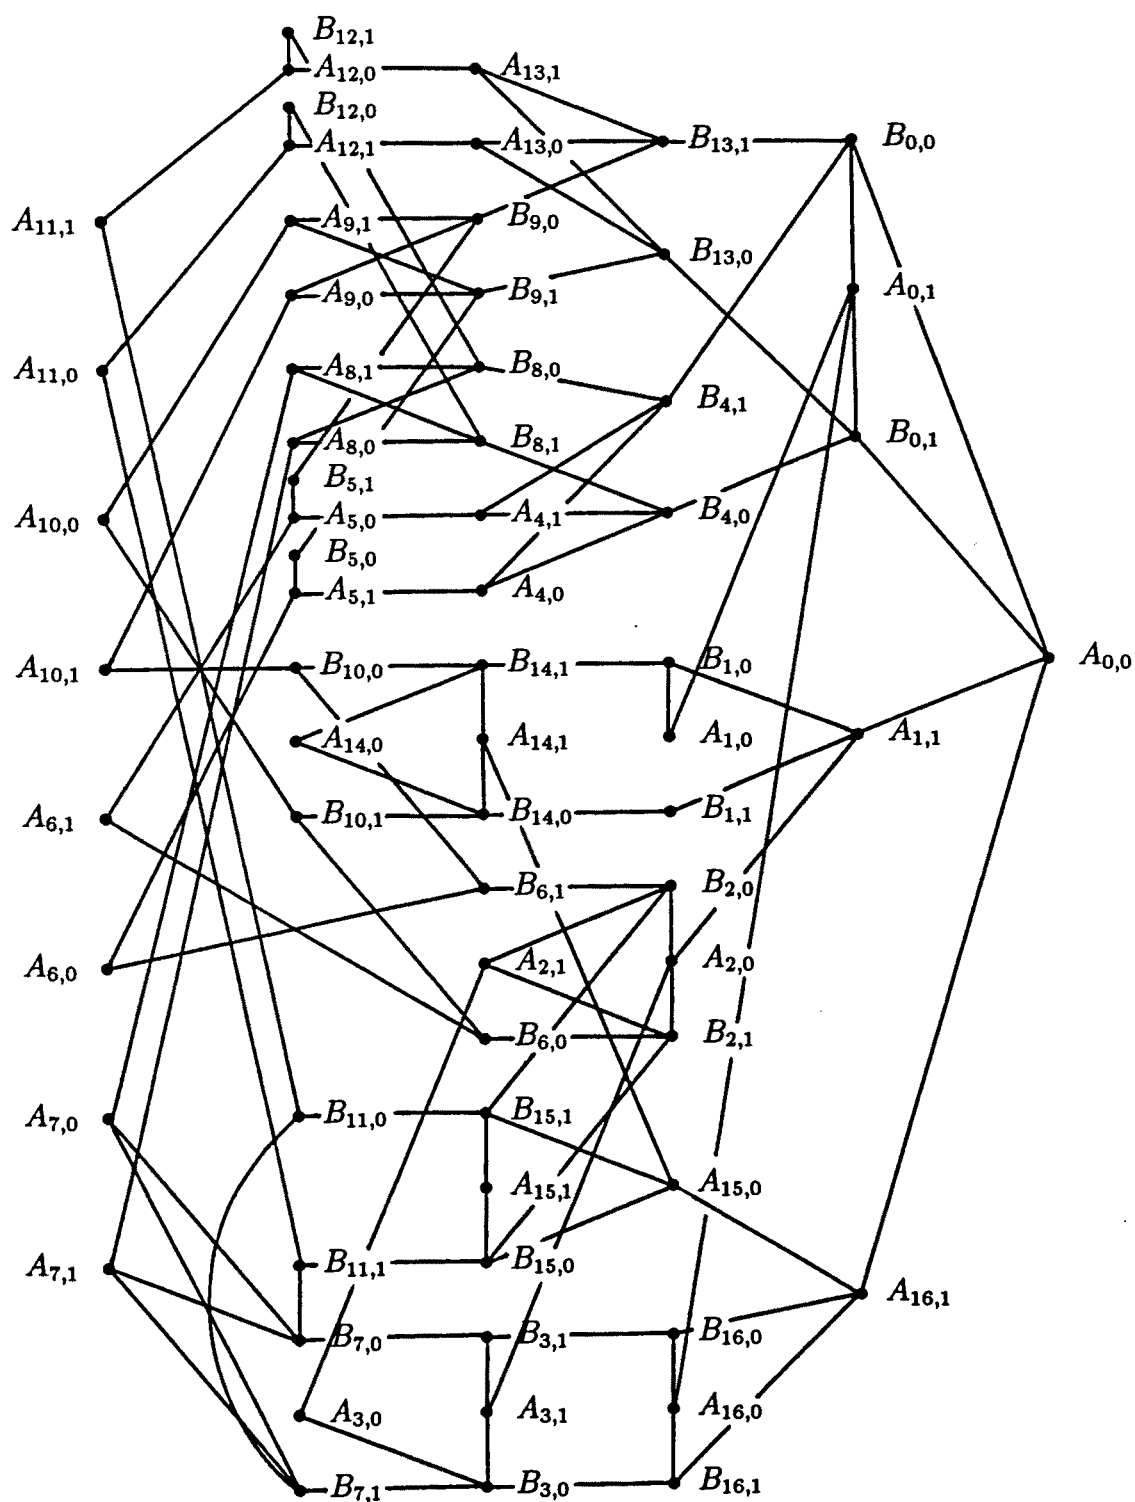 B12,1
A12,0 A13,1
B12,0
A12,1 A13,0 B13,1 B0,0
A11,1 A9,1 B9,0
B13,0
A9,0 B9,1 A0,1
A11,0 A8,1 B8,0
B4,1
A8,0 B8,1 B0,1
B5,1
A10,0 A5,0 A4,1 B4,0
B5,0
A5,1 A4,0
A10,1 B10,0 B14,1 B1,0 A0,0
A14,0 A14,1 A1,0 A1,1
A6,1 B10,1 B14,0 B1,1
B6,1 B2,0
A6,0 A2,1 A2,0
B6,0 B2,1
A7,0 B11,0 B15,1
A15,1 A15,0
A7,1 B11,1 B15,0
A16,1
B7,0 B3,1 B16,0
A3,0 A3,1 A16,0
B7,1 B3,0 B16,1